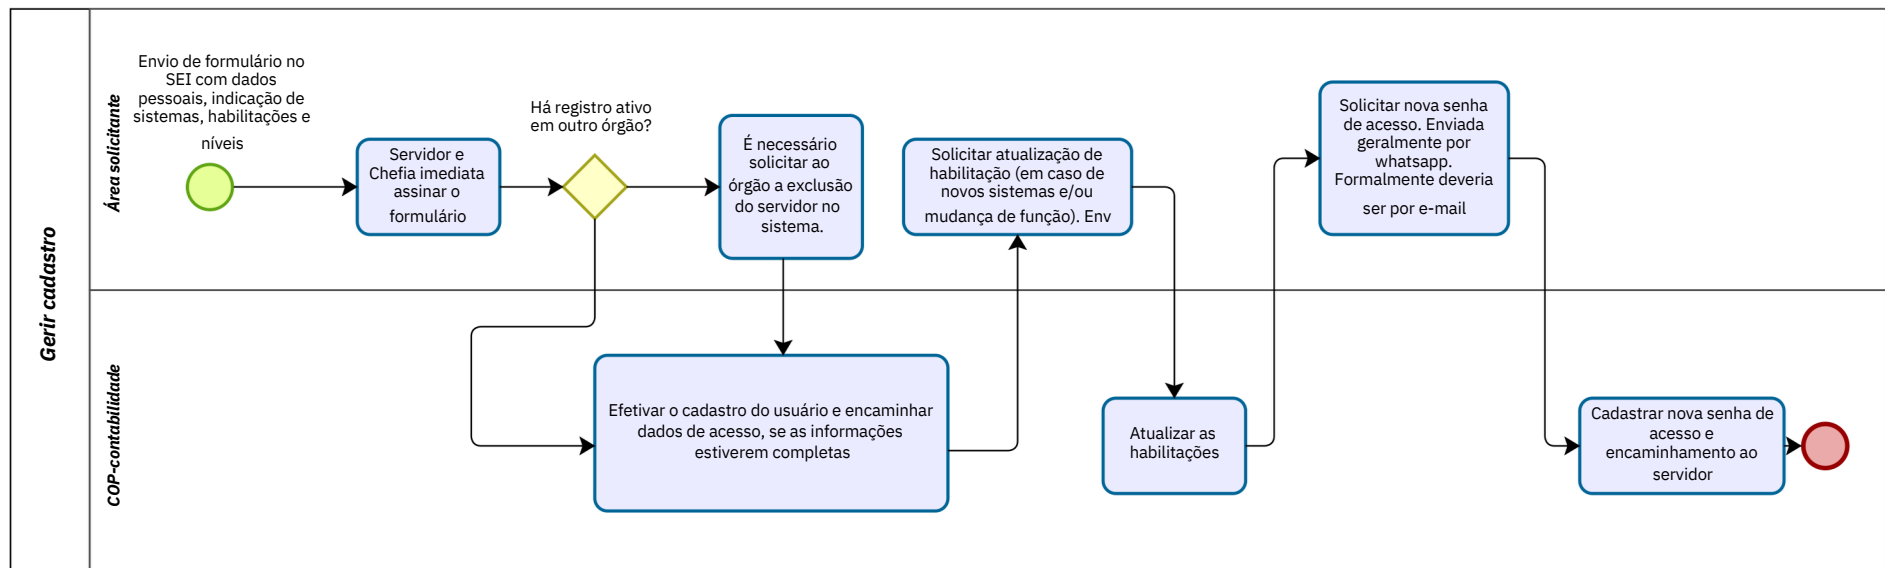 Gerir cadastro
Área solicitante
Envio de formulário no
SEI com dados
pessoais, indicação de
sistemas, habilitações e
níveis
Servidor e
Chefia imediata
assinar o
formulário
Há registro ativo
em outro órgão?
É necessário
solicitar ao
órgão a exclusão
do servidor no
sistema.
Solicitar atualização de
habilitação (em caso de
novos sistemas e/ou
mudança de função). Env
Solicitar nova senha
de acesso. Enviada
geralmente por
whatsapp.
Formalmente deveria
ser por e-mail
COP-contabilidade
Efetivar o cadastro do usuário e encaminhar
dados de acesso, se as informações
estiverem completas
Atualizar as
habilitações
Cadastrar nova senha de
acesso e
encaminhamento ao
servidor